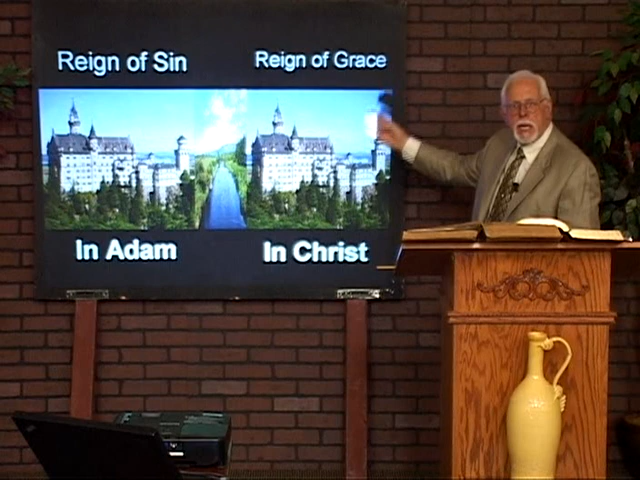 Reign of Sin
Reign of Grace
In Adam
In Christ